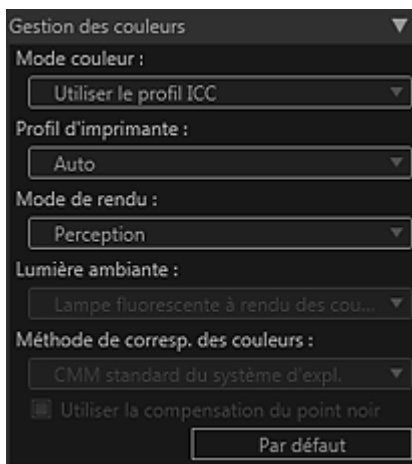 Gestion des couleurs
Mode couleur :
Utiliser le profil ICC
Profil d'imprimante :
Auto
Mode de rendu :
Perception
Lumière ambiante :
Lampe fluorescente à rendu des cou...
Méthode de corresp. des couleurs :
CMM standard du système d'expl.
Utiliser la compensation du point noir
Par défaut